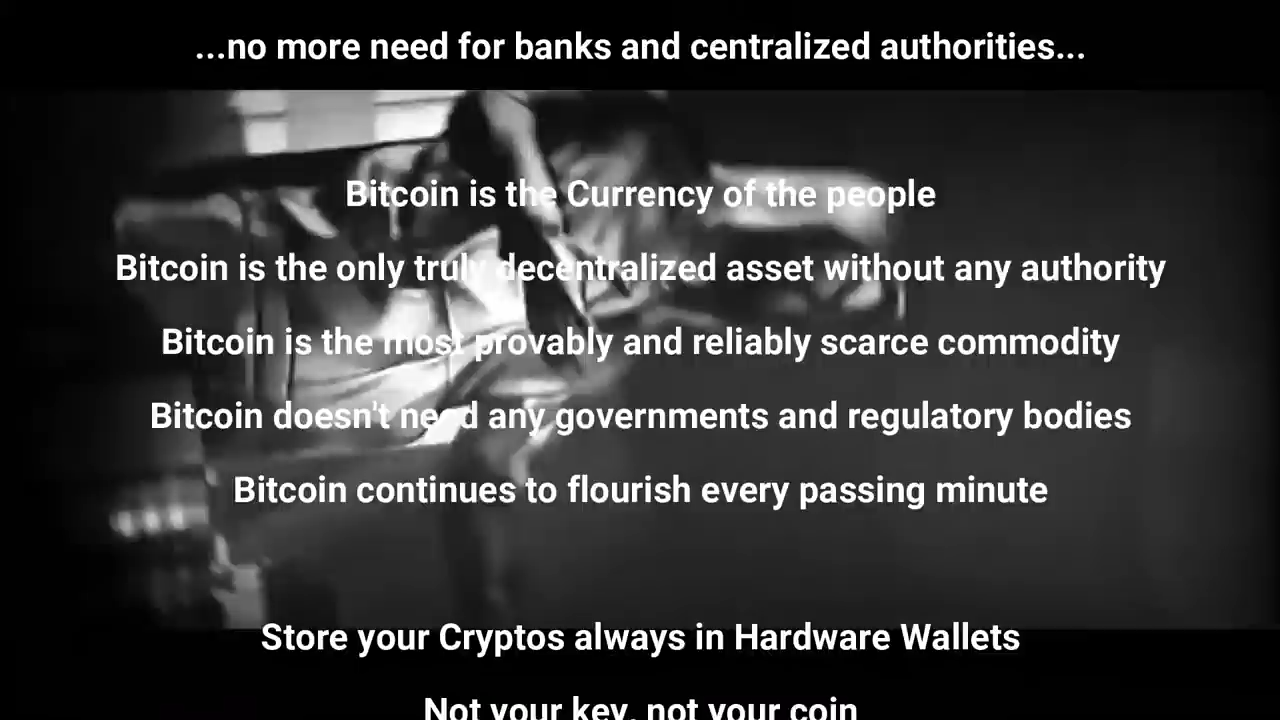 ...no more need for banks and centralized authorities...
Bitcoin is the Currency of the people
Bitcoin is the only truly decentralized asset without any authority
Bitcoin is the most provably and reliably scarce commodity
Bitcoin doesn't need any governments and regulatory bodies
Bitcoin continues to flourish every passing minute
Store your Cryptos always in Hardware Wallets
Not your key, not your coin